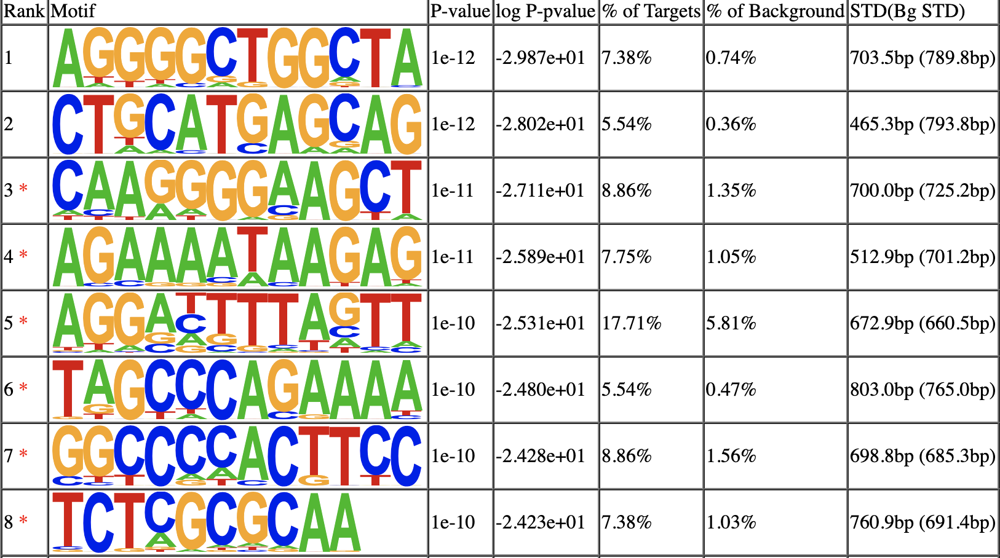 Rank Motif P-value log P-pvalue % of Targets % of Background STD(Bg STD)
1 AGGGGCTGGCTA 1e-12 -2.987e+01 7.38% 0.74% 703.5bp (789.8bp)
2 CTGCATGAGCAG 1e-12 -2.802e+01 5.54% 0.36% 465.3bp (793.8bp)
3 * CAAGGGGAAGCT 1e-11 -2.711e+01 8.86% 1.35% 700.0bp (725.2bp)
4 * AGAAAATAAGAG 1e-11 -2.589e+01 7.75% 1.05% 512.9bp (701.2bp)
5 * AGGATTTTAGTT 1e-10 -2.531e+01 17.71% 5.81% 672.9bp (660.5bp)
6 * TAGCCCAGAAAA 1e-10 -2.480e+01 5.54% 0.47% 803.0bp (765.0bp)
7 * GGCCCCACTTCC 1e-10 -2.428e+01 8.86% 1.56% 698.8bp (685.3bp)
8 * TCTCGCGCAA 1e-10 -2.423e+01 7.38% 1.03% 760.9bp (691.4bp)